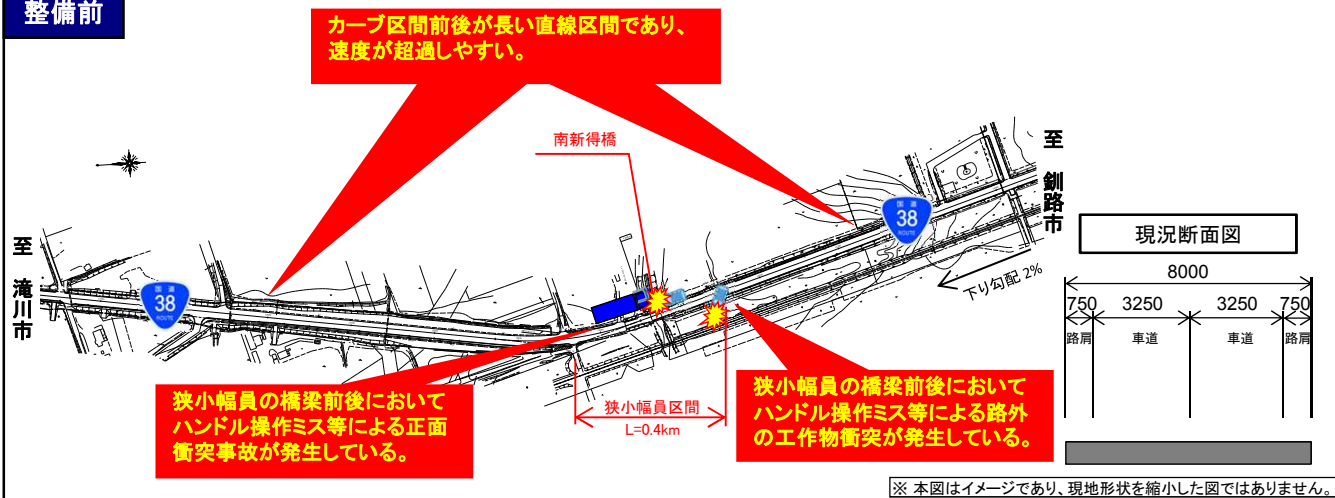 整備前
カーブ区間前後が長い直線区間であり、
速度が超過しやすい。
南新得橋
至 釧路市
国道
38
ROUTE
下り勾配 2%
至 滝川市
国道
38
ROUTE
狭小幅員の橋梁前後において
ハンドル操作ミス等による正面
衝突事故が発生している。
狭小幅員区間
L=0.4km
狭小幅員の橋梁前後において
ハンドル操作ミス等による路外
の工作物衝突が発生している。
現況断面図
8000
750 3250 3250 750
路肩 車道 車道 路肩
※ 本図はイメージであり、現地形状を縮小した図ではありません。